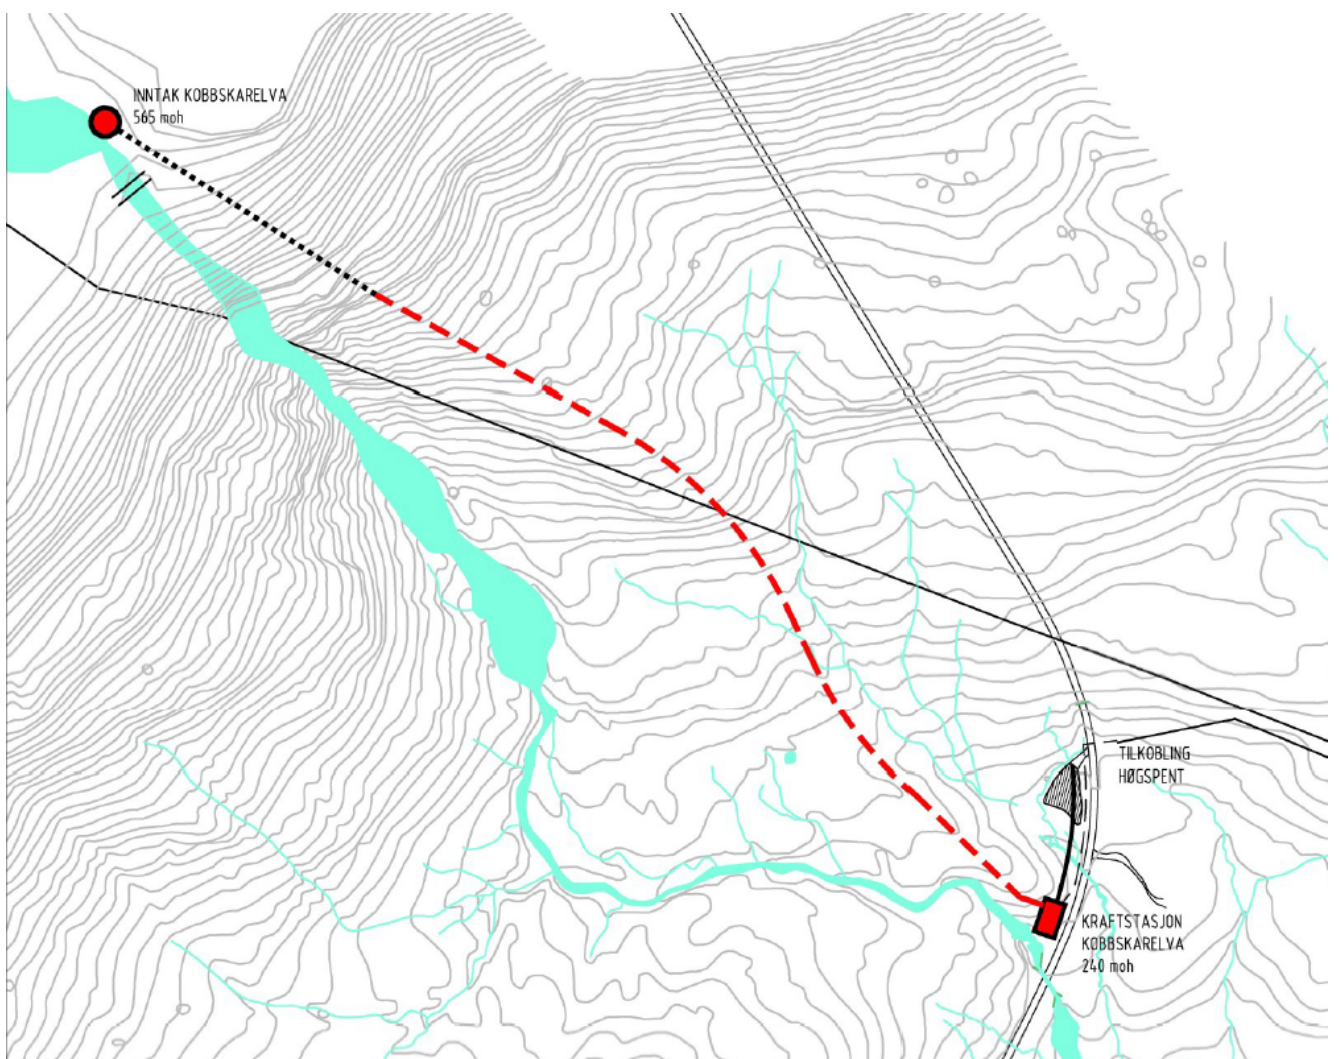 INNTAK KOBBSKARELVA
565 moh
TILKOBLING
HØGSPENT
KRAFTSTASJON
KOBBSKARELVA
240 moh